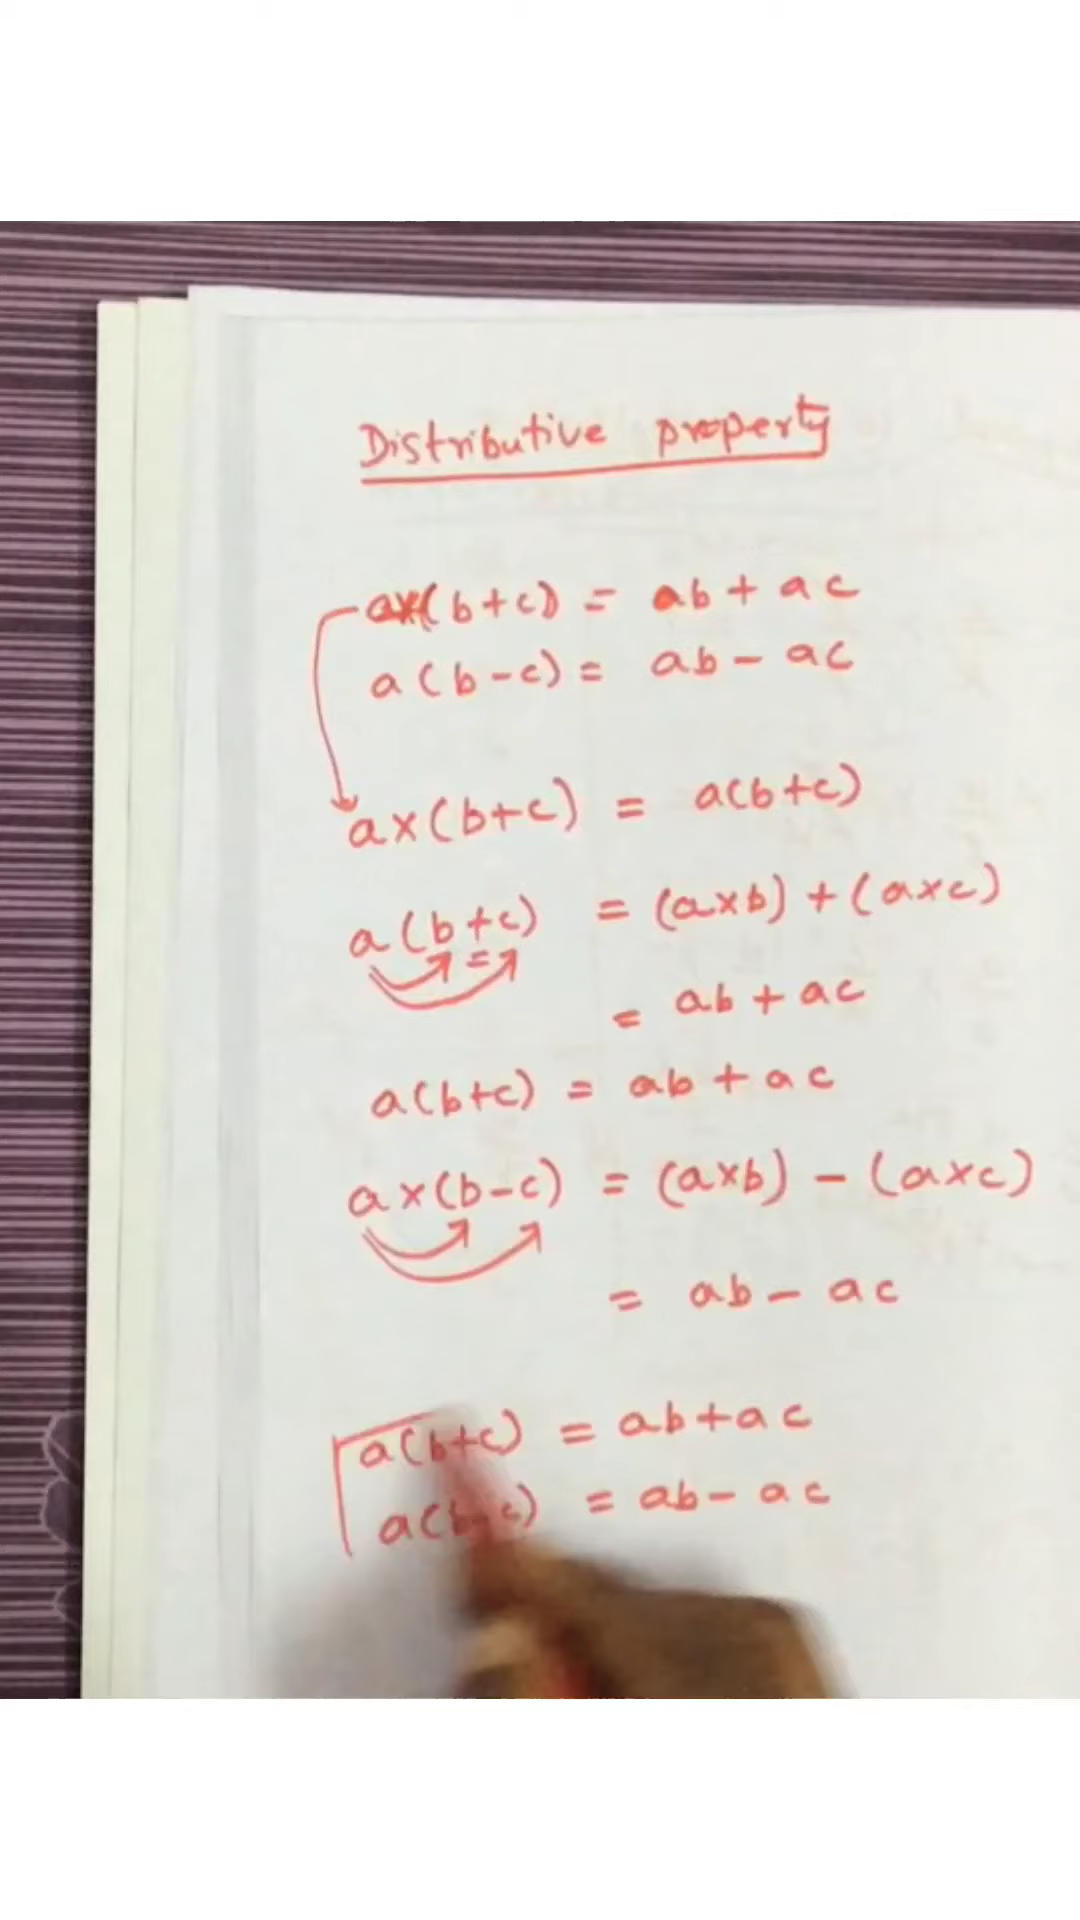 Distributive property
a×(b+c) = ab + ac
a(b-c) = ab - ac
a×(b+c) = a(b+c)
a(b+c) = (a×b) + (a×c)
=
= ab + ac
a(b+c) = ab + ac
a×(b-c) = (a×b) - (a×c)
= ab - ac
a(b+c) = ab+ac
a(b-c) = ab- ac